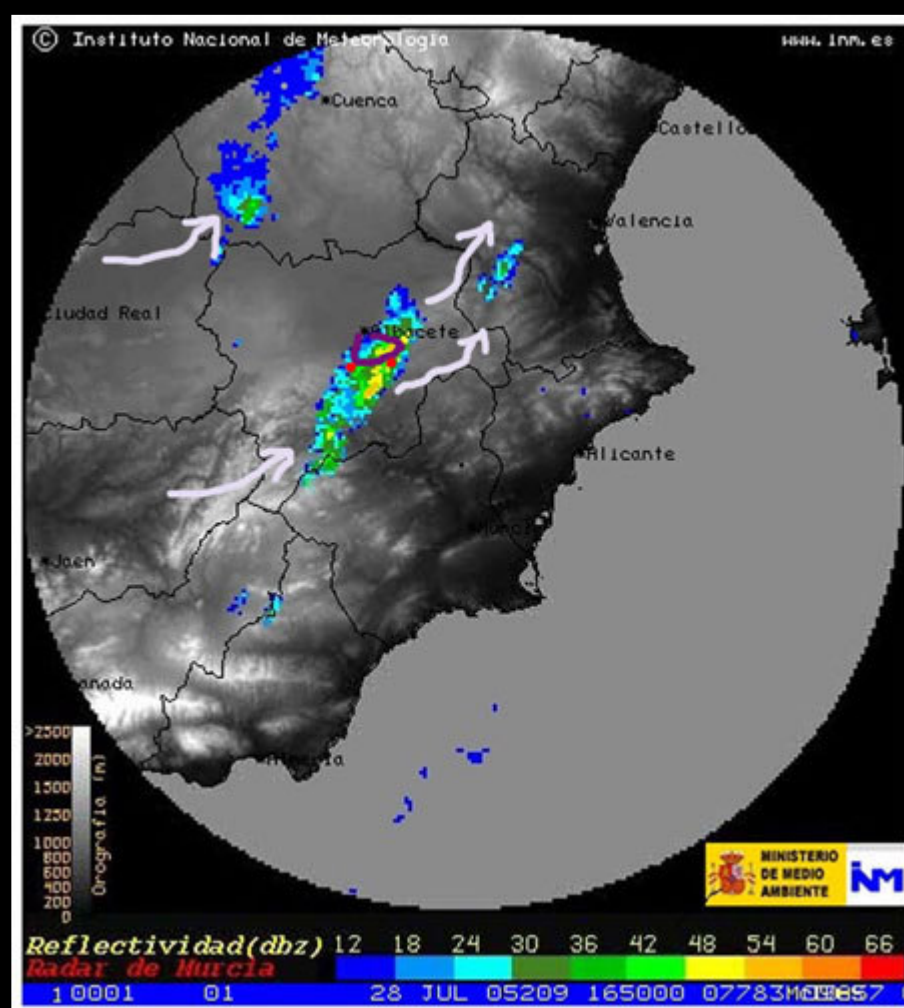 © Instituto Nacional de Meteorología
www.inm.es
Cuenca
Castello
Valencia
Ciudad Real
Albacete
Alicante
Murci
Jaen
anada
Almeria
>2500
2000
1500
1250
1000
800
600
400
200
0
Orografia (m)
MINISTERIO
DE MEDIO
AMBIENTE
INM
Reflectividad(dbz) 12 18 24 30 36 42 48 54 60 66
Radar de Murcia
1 0001 01 28 JUL 05209 165000 07783